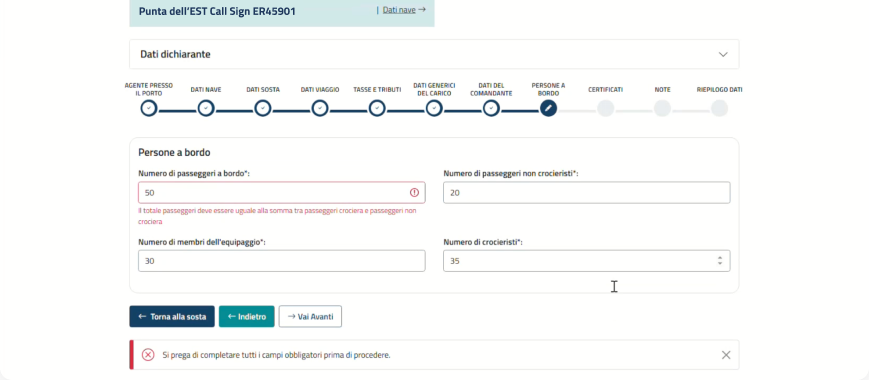 Punta dell'EST Call Sign ER45901
| Dati nave →
Dati dichiarante
AGENTE PRESSO
IL PORTO
DATI NAVE
DATI SOSTA
DATI VIAGGIO
TASSE E TRIBUTI
DATI GENERICI
DEL CARICO
DATI DEL
COMANDANTE
PERSONE A
BORDO
CERTIFICATI
NOTE
RIEPILOGO DATI
Persone a bordo
Numero di passeggeri a bordo*:
Numero di passeggeri non crocieristi*:
50
20
Il totale passeggeri deve essere uguale alla somma tra passeggeri crociera e passeggeri non
crociera
Numero di membri dell'equipaggio*:
Numero di crocieristi*:
30
35
← Torna alla sosta
← Indietro
→ Vai Avanti
Si prega di completare tutti i campi obbligatori prima di procedere.